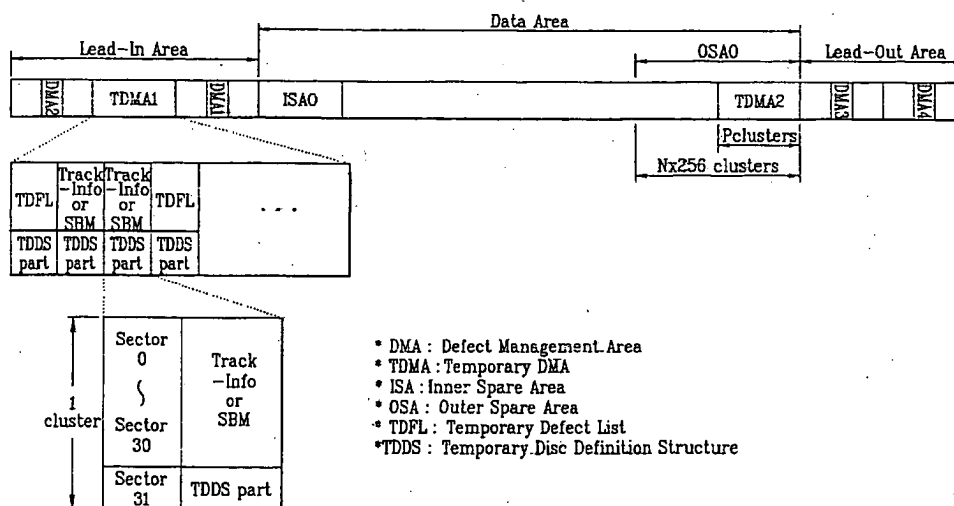 Data Area
Lead-In Area
OSA0
Lead-Out Area
DMA2
TDMA1
DMA1
ISA0
TDMA2
DMA3
DMA4
Pclusters
Nx256 clusters
TDFL
Track
-Info
or
SBM
Track
-Info
or
SBM
TDFL
...
TDDS
part
TDDS
part
TDDS
part
TDDS
part
1
cluster
Sector
0
Sector
30
Track
-Info
or
SBM
Sector
31
TDDS part
* DMA : Defect Management Area
* TDMA : Temporary DMA
* ISA : Inner Spare Area
* OSA : Outer Spare Area
* TDFL : Temporary Defect List
*TDDS : Temporary Disc Definition Structure